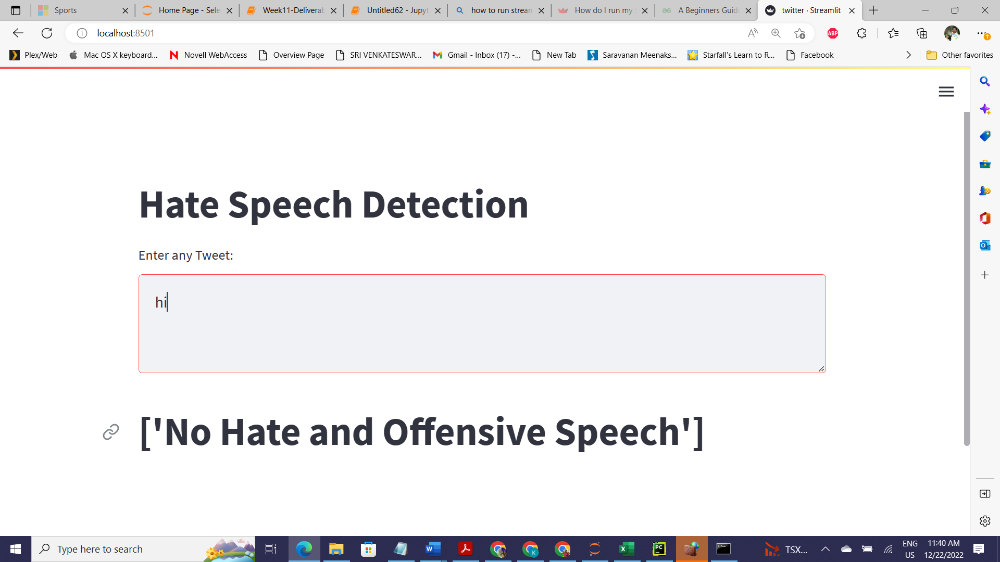 Sports
Home Page - Sele
Week11-Deliverab
Untitled62 - Jupyt
how to run strean
How do I run my
A Beginners Guid
twitter · Streamlit
localhost:8501
ABP
Plex/Web
Mac OS X keyboard...
Novell WebAccess
Overview Page
SRI VENKATESWAR...
Gmail - Inbox (17) -...
New Tab
Saravanan Meenaks...
Starfall's Learn to R...
Facebook
Other favorites
Hate Speech Detection
Enter any Tweet:
hi
['No Hate and Offensive Speech']
Type here to search
TSX...
ENG
US
11:40 AM
12/22/2022